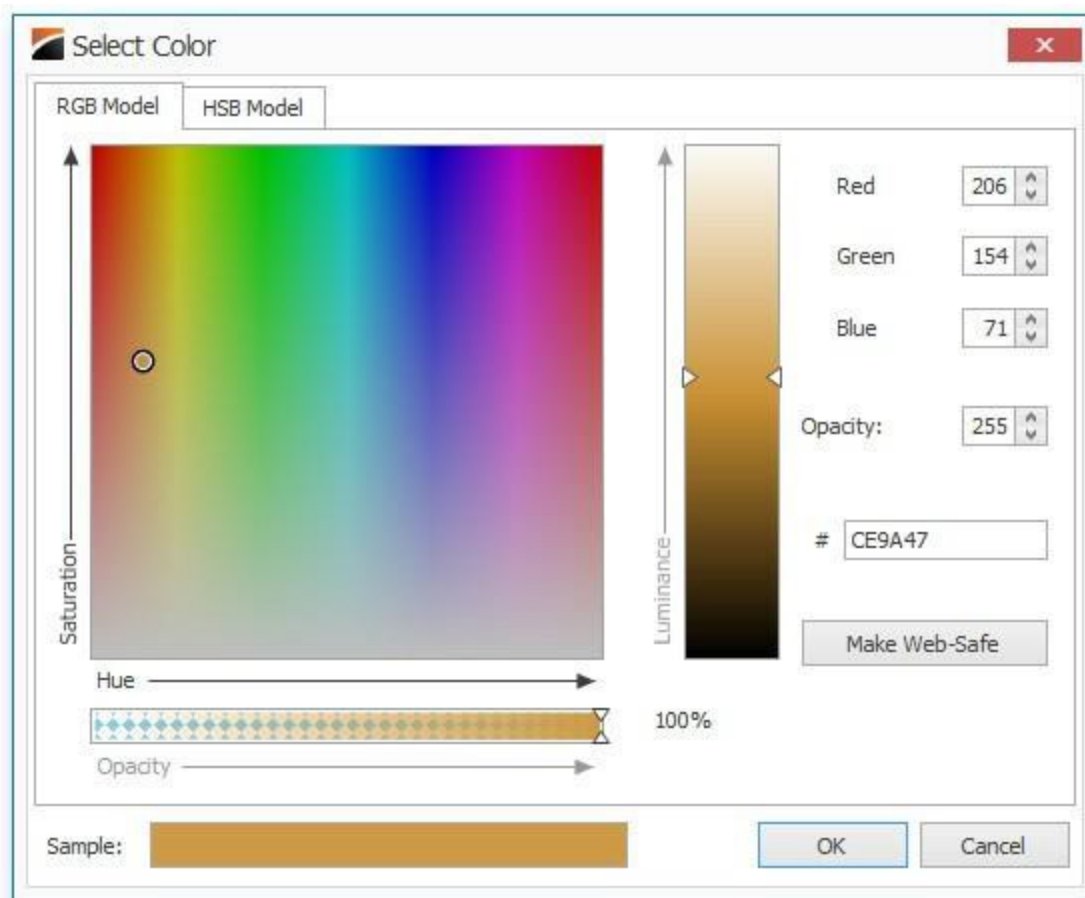 Select Color
RGB Model
HSB Model
Saturation
Hue
Opacity
100%
Luminance
Red 206
Green 154
Blue 71
Opacity: 255
# CE9A47
Make Web-Safe
Sample:
OK
Cancel